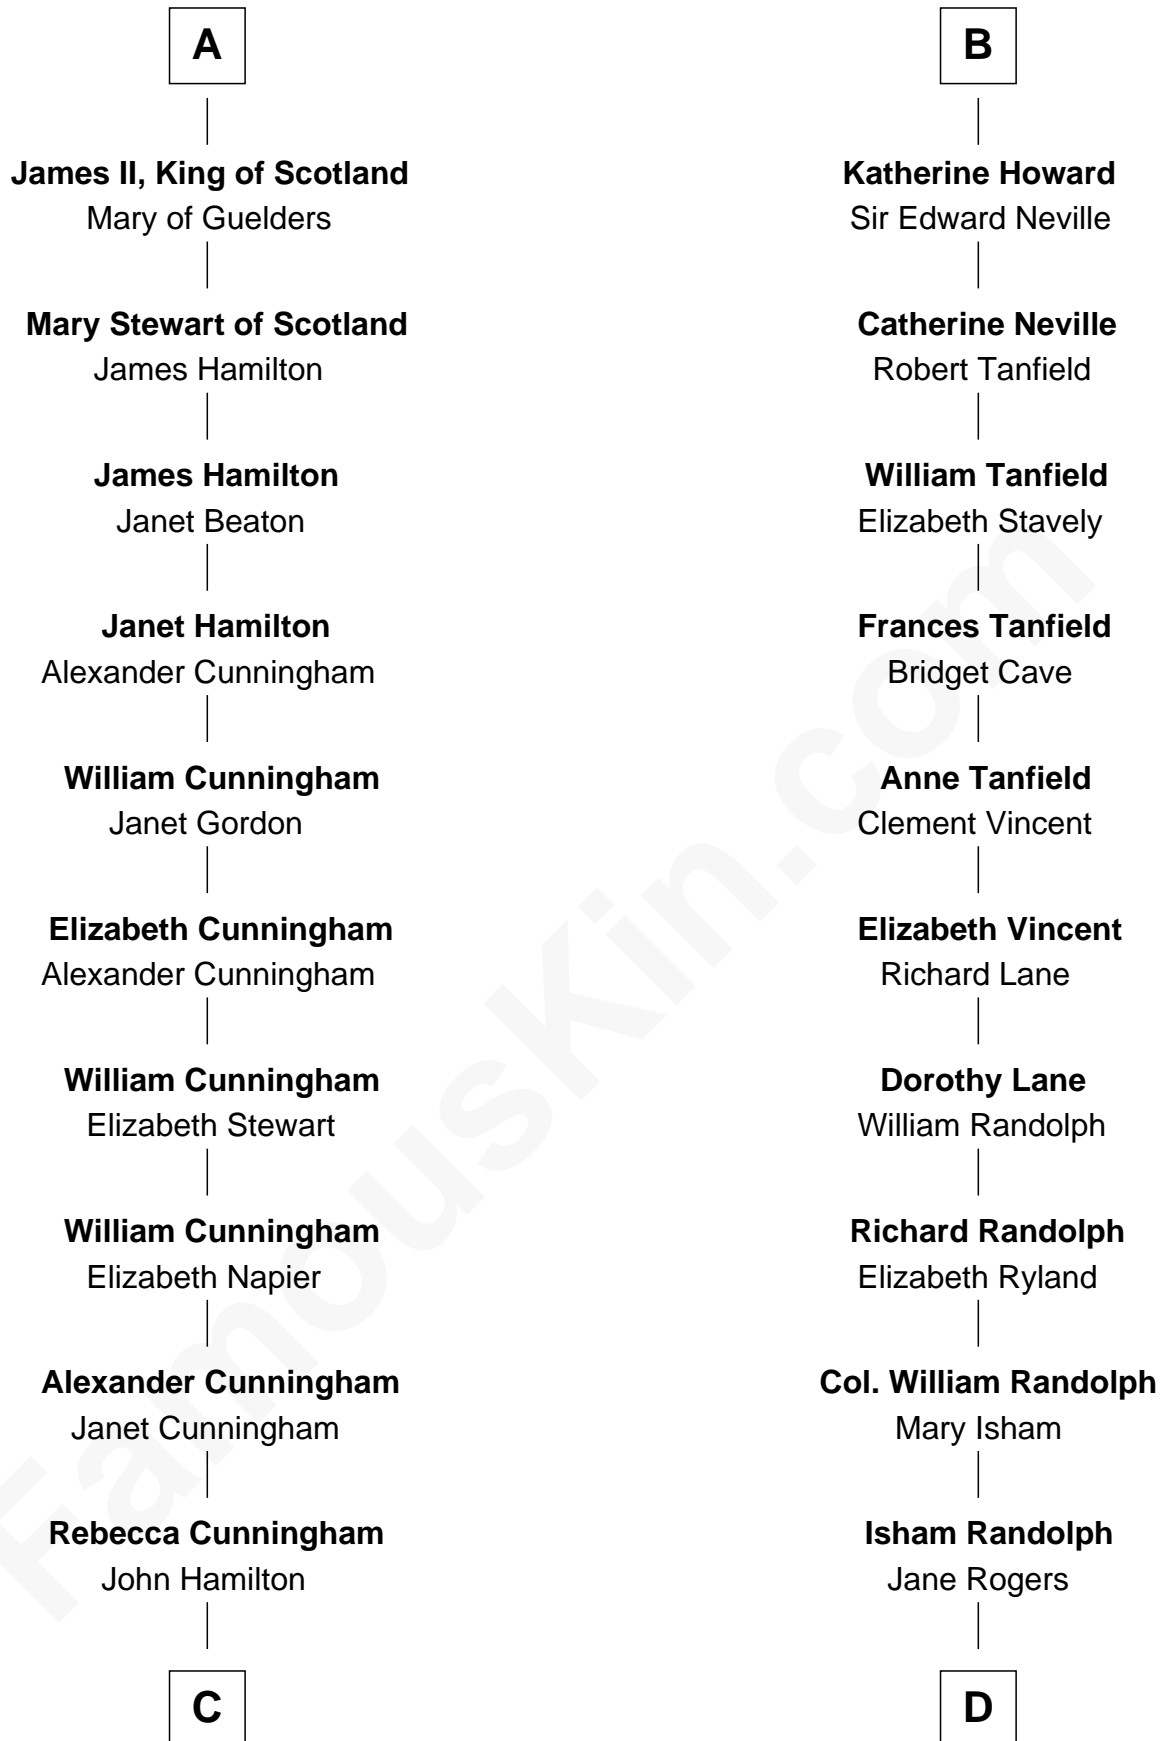 A
James II, King of Scotland
Mary of Guelders
Mary Stewart of Scotland
James Hamilton
James Hamilton
Janet Beaton
Janet Hamilton
Alexander Cunningham
William Cunningham
Janet Gordon
Elizabeth Cunningham
Alexander Cunningham
William Cunningham
Elizabeth Stewart
William Cunningham
Elizabeth Napier
Alexander Cunningham
Janet Cunningham
Rebecca Cunningham
John Hamilton
C
B
Katherine Howard
Sir Edward Neville
Catherine Neville
Robert Tanfield
William Tanfield
Elizabeth Stavely
Frances Tanfield
Bridget Cave
Anne Tanfield
Clement Vincent
Elizabeth Vincent
Richard Lane
Dorothy Lane
William Randolph
Richard Randolph
Elizabeth Ryland
Col. William Randolph
Mary Isham
Isham Randolph
Jane Rogers
D
FamousKin.com